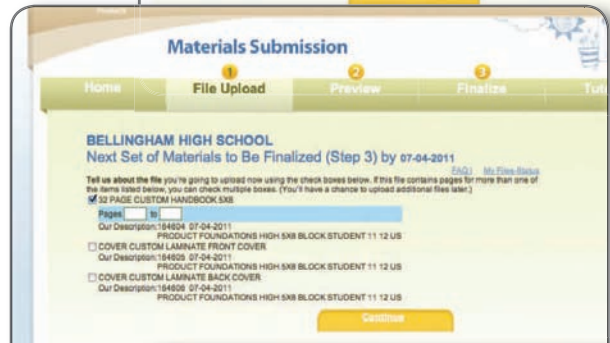 Products
Materials Submission
1 2 3
Home File Upload Preview Finalize Tuto
BELLINGHAM HIGH SCHOOL
Next Set of Materials to Be Finalized (Step 3) by 07-04-2011
FAQ | My Files Status
Tell us about the file you're going to upload now using the check boxes below. If this file contains pages for more than one of
the items listed below, you can check multiple boxes. (You'll have a chance to upload additional files later.)
32 PAGE CUSTOM HANDBOOK 5X8
Pages to
Our Description:164604 07-04-2011
PRODUCT FOUNDATIONS HIGH 5X8 BLOCK STUDENT 11 12 US
COVER CUSTOM LAMINATE FRONT COVER
Our Description:164605 07-04-2011
PRODUCT FOUNDATIONS HIGH 5X8 BLOCK STUDENT 11 12 US
COVER CUSTOM LAMINATE BACK COVER
Our Description:164606 07-04-2011
PRODUCT FOUNDATIONS HIGH 5X8 BLOCK STUDENT 11 12 US
Continue